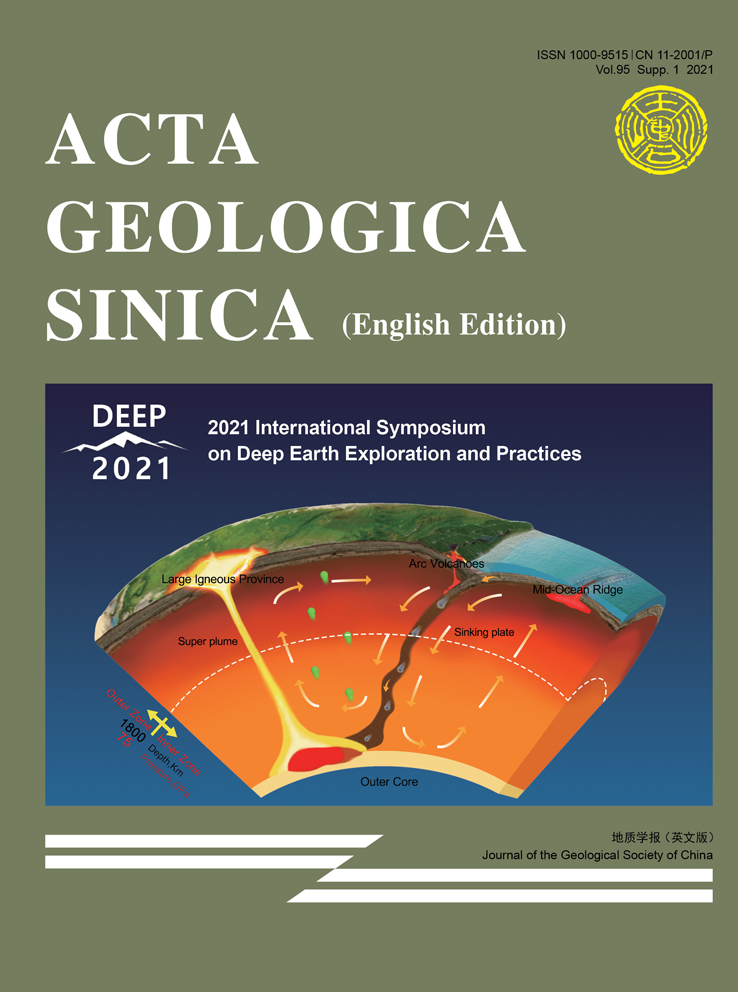 ISSN 1000-9515 | CN 11-2001/P
Vol.95 Supp. 1 2021
ACTA
GEOLOGICA
SINICA (English Edition)
DEEP
2021
2021 International Symposium
on Deep Earth Exploration and Practices
Arc Volcanoes
Large Igneous Province
Mid-Ocean Ridge
Super plume
Sinking plate
Outer Zone Inner Zone
1800 Depth,Km
75
Outer Core
地质学报（英文版）
Journal of the Geological Society of China